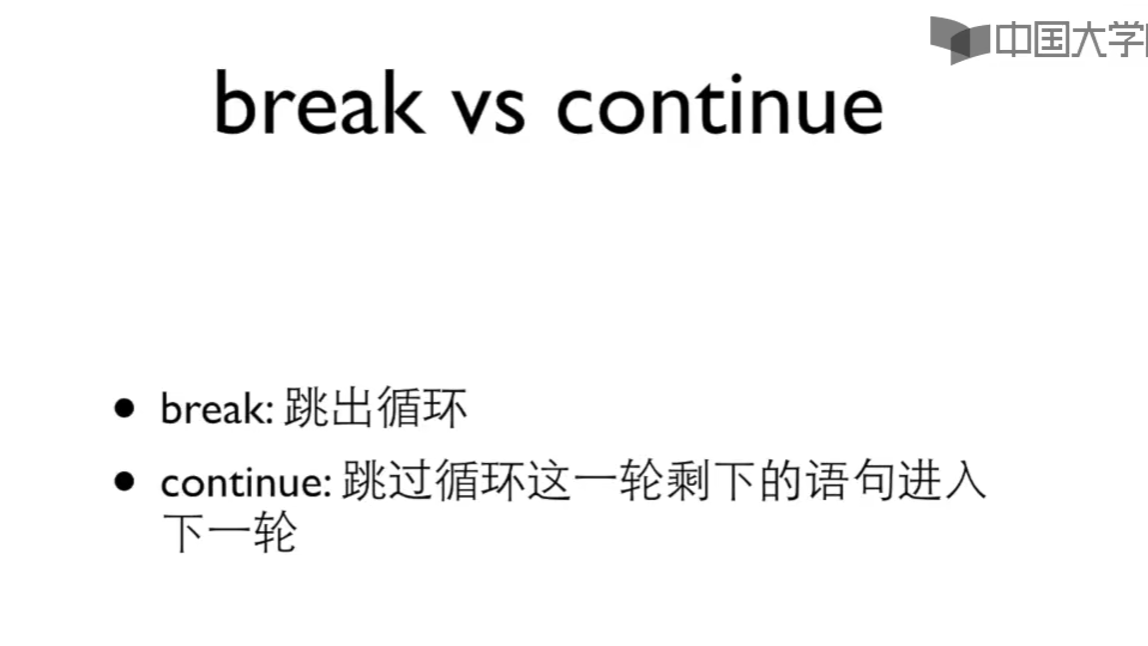 中国大学
break vs continue
• break: 跳出循环
• continue: 跳过循环这一轮剩下的语句进入
下一轮